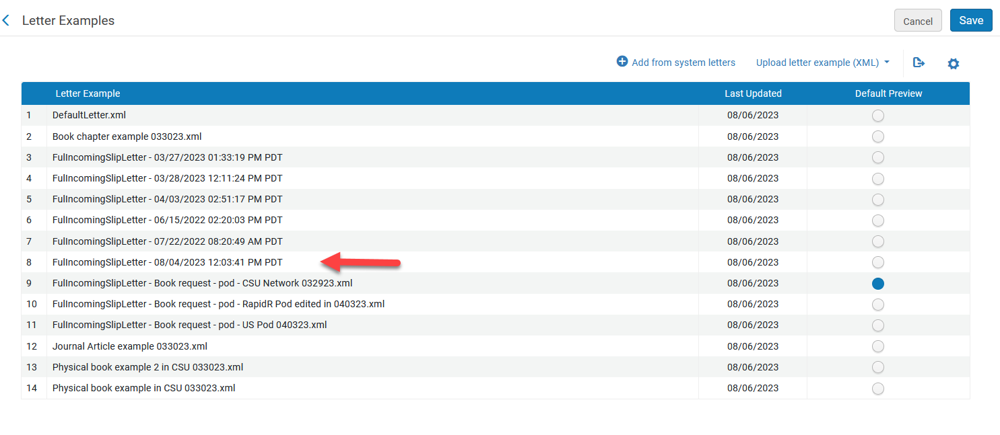 Letter Examples
Cancel
Save
Add from system letters
Upload letter example (XML)
Letter Example Last Updated Default Preview
1 DefaultLetter.xml 08/06/2023
2 Book chapter example 033023.xml 08/06/2023
3 FulIncomingSlipLetter - 03/27/2023 01:33:19 PM PDT 08/06/2023
4 FulIncomingSlipLetter - 03/28/2023 12:11:24 PM PDT 08/06/2023
5 FulIncomingSlipLetter - 04/03/2023 02:51:17 PM PDT 08/06/2023
6 FulIncomingSlipLetter - 06/15/2022 02:20:03 PM PDT 08/06/2023
7 FulIncomingSlipLetter - 07/22/2022 08:20:49 AM PDT 08/06/2023
8 FulIncomingSlipLetter - 08/04/2023 12:03:41 PM PDT 08/06/2023
9 FulIncomingSlipLetter - Book request - pod - CSU Network 032923.xml 08/06/2023
10 FulIncomingSlipLetter - Book request - pod - RapidR Pod edited in 040323.xml 08/06/2023
11 FulIncomingSlipLetter - Book request - pod - US Pod 040323.xml 08/06/2023
12 Journal Article example 033023.xml 08/06/2023
13 Physical book example 2 in CSU 033023.xml 08/06/2023
14 Physical book example in CSU 033023.xml 08/06/2023